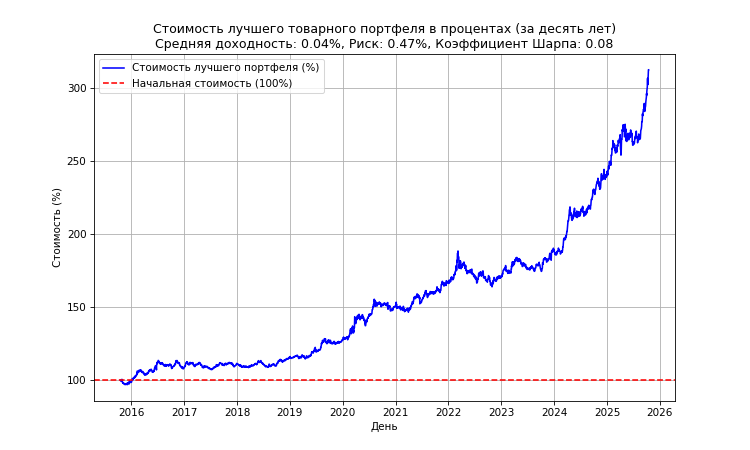 Стоимость лучшего товарного портфеля в процентах (за десять лет)
Средняя доходность: 0.04%, Риск: 0.47%, Коэффициент Шарпа: 0.08
Стоимость лучшего портфеля (%)
Начальная стоимость (100%)
Стоимость (%)
300
250
200
150
100
2016 2017 2018 2019 2020 2021 2022 2023 2024 2025 2026
День